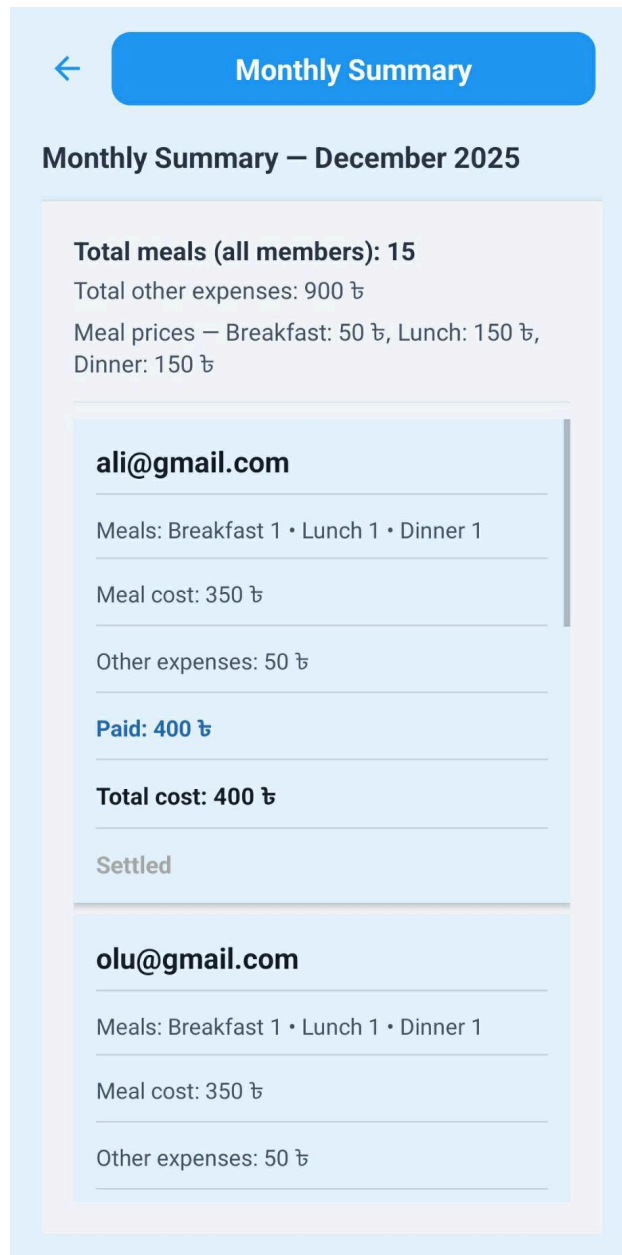 Monthly Summary
Monthly Summary — December 2025
Total meals (all members): 15
Total other expenses: 900 ৳
Meal prices — Breakfast: 50 ৳, Lunch: 150 ৳,
Dinner: 150 ৳
ali@gmail.com
Meals: Breakfast 1 • Lunch 1 • Dinner 1
Meal cost: 350 ৳
Other expenses: 50 ৳
Paid: 400 ৳
Total cost: 400 ৳
Settled
olu@gmail.com
Meals: Breakfast 1 • Lunch 1 • Dinner 1
Meal cost: 350 ৳
Other expenses: 50 ৳